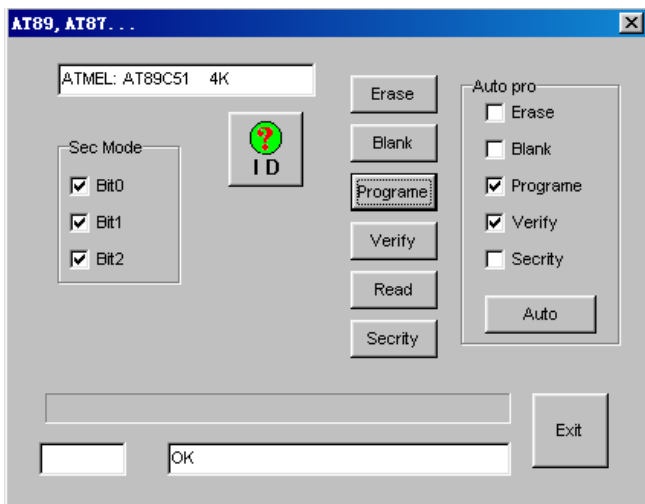 AT89, AT87...
ATMEL: AT89C51 4K
Sec Mode
Bit0
Bit1
Bit2
?
ID
Erase
Blank
Programe
Verify
Read
Secrity
Auto pro
Erase
Blank
Programe
Verify
Secrity
Auto
OK
Exit